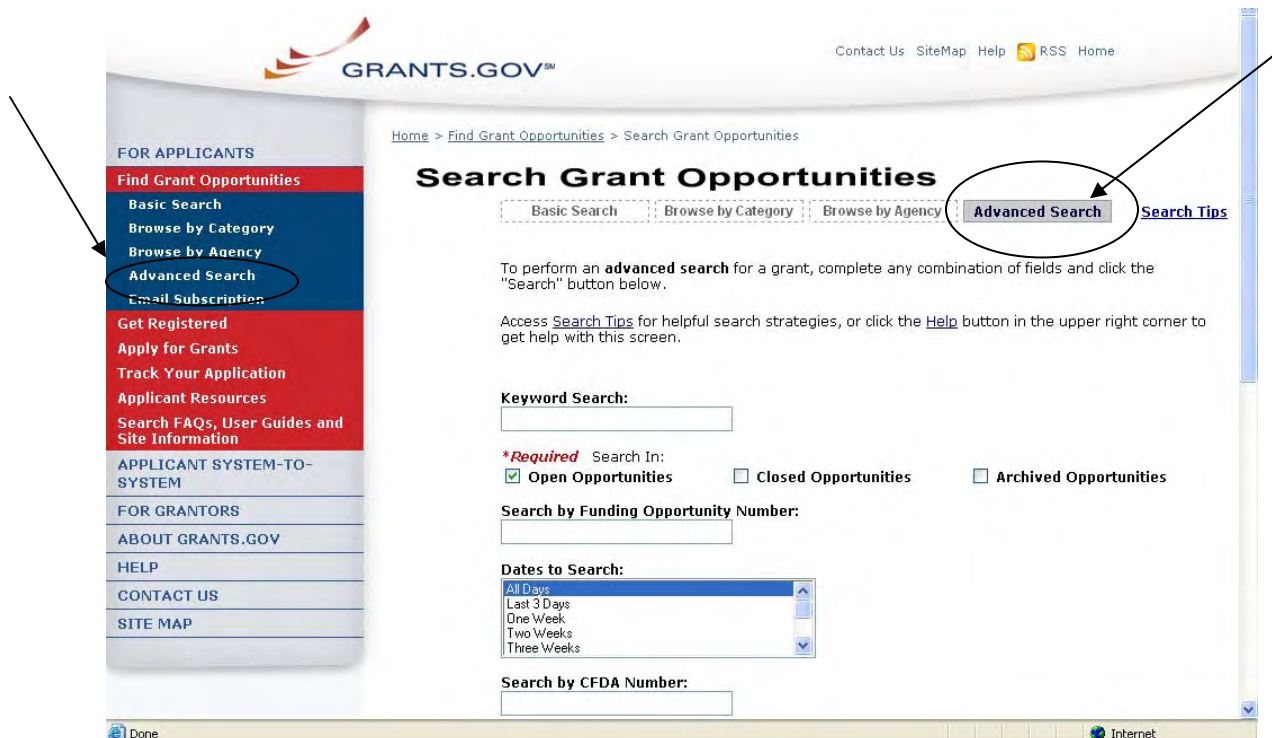 GRANTS.GOV℠
Contact Us SiteMap Help RSS Home
FOR APPLICANTS
Find Grant Opportunities
Basic Search
Browse by Category
Browse by Agency
Advanced Search
Email Subscription
Get Registered
Apply for Grants
Track Your Application
Applicant Resources
Search FAQs, User Guides and
Site Information
APPLICANT SYSTEM-TO-
SYSTEM
FOR GRANTORS
ABOUT GRANTS.GOV
HELP
CONTACT US
SITE MAP
Home > Find Grant Opportunities > Search Grant Opportunities
Search Grant Opportunities
Basic Search Browse by Category Browse by Agency Advanced Search Search Tips
To perform an advanced search for a grant, complete any combination of fields and click the
"Search" button below.
Access Search Tips for helpful search strategies, or click the Help button in the upper right corner to
get help with this screen.
Keyword Search:
*Required Search In:
Open Opportunities Closed Opportunities Archived Opportunities
Search by Funding Opportunity Number:
Dates to Search:
All Days
Last 3 Days
One Week
Two Weeks
Three Weeks
Search by CFDA Number:
Done Internet